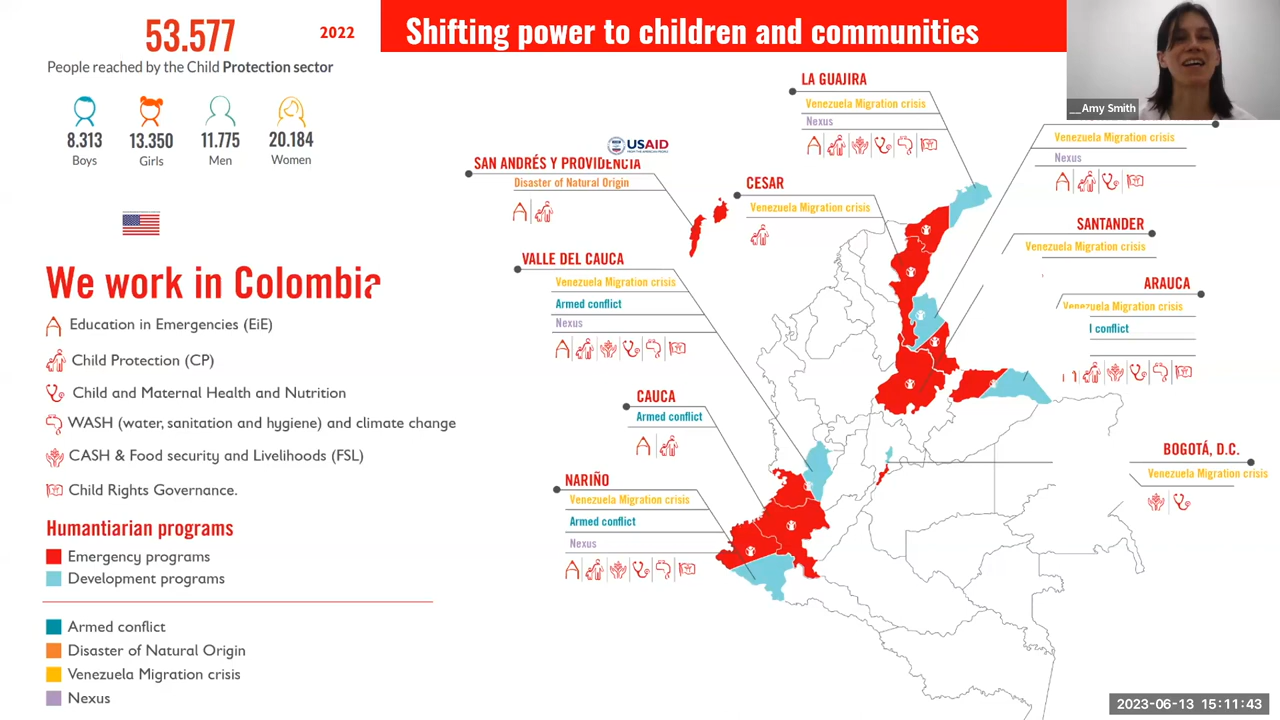 53.577
2022
People reached by the Child Protection sector
8.313
13.350
11.775
20.184
Boys
Girls
Men
Women
Shifting power to children and communities
__Amy Smith
We work in Colombia
Education in Emergencies (EiE)
Child Protection (CP)
Child and Maternal Health and Nutrition
WASH (water, sanitation and hygiene) and climate change
CASH & Food security and Livelihoods (FSL)
Child Rights Governance.
Humantiarian programs
Emergency programs
Development programs
Armed conflict
Disaster of Natural Origin
Venezuela Migration crisis
Nexus
USAID
FROM THE AMERICAN PEOPLE
SAN ANDRÉS Y PROVIDENCIA
Disaster of Natural Origin
LA GUAJIRA
Venezuela Migration crisis
Nexus
CESAR
Venezuela Migration crisis
VALLE DEL CAUCA
Venezuela Migration crisis
Armed conflict
Nexus
CAUCA
Armed conflict
NARIÑO
Venezuela Migration crisis
Armed conflict
Nexus
Venezuela Migration crisis
Nexus
SANTANDER
Venezuela Migration crisis
ARAUCA
Venezuela Migration crisis
l conflict
BOGOTÁ, D.C.
Venezuela Migration crisis
2023-06-13 15:11:43